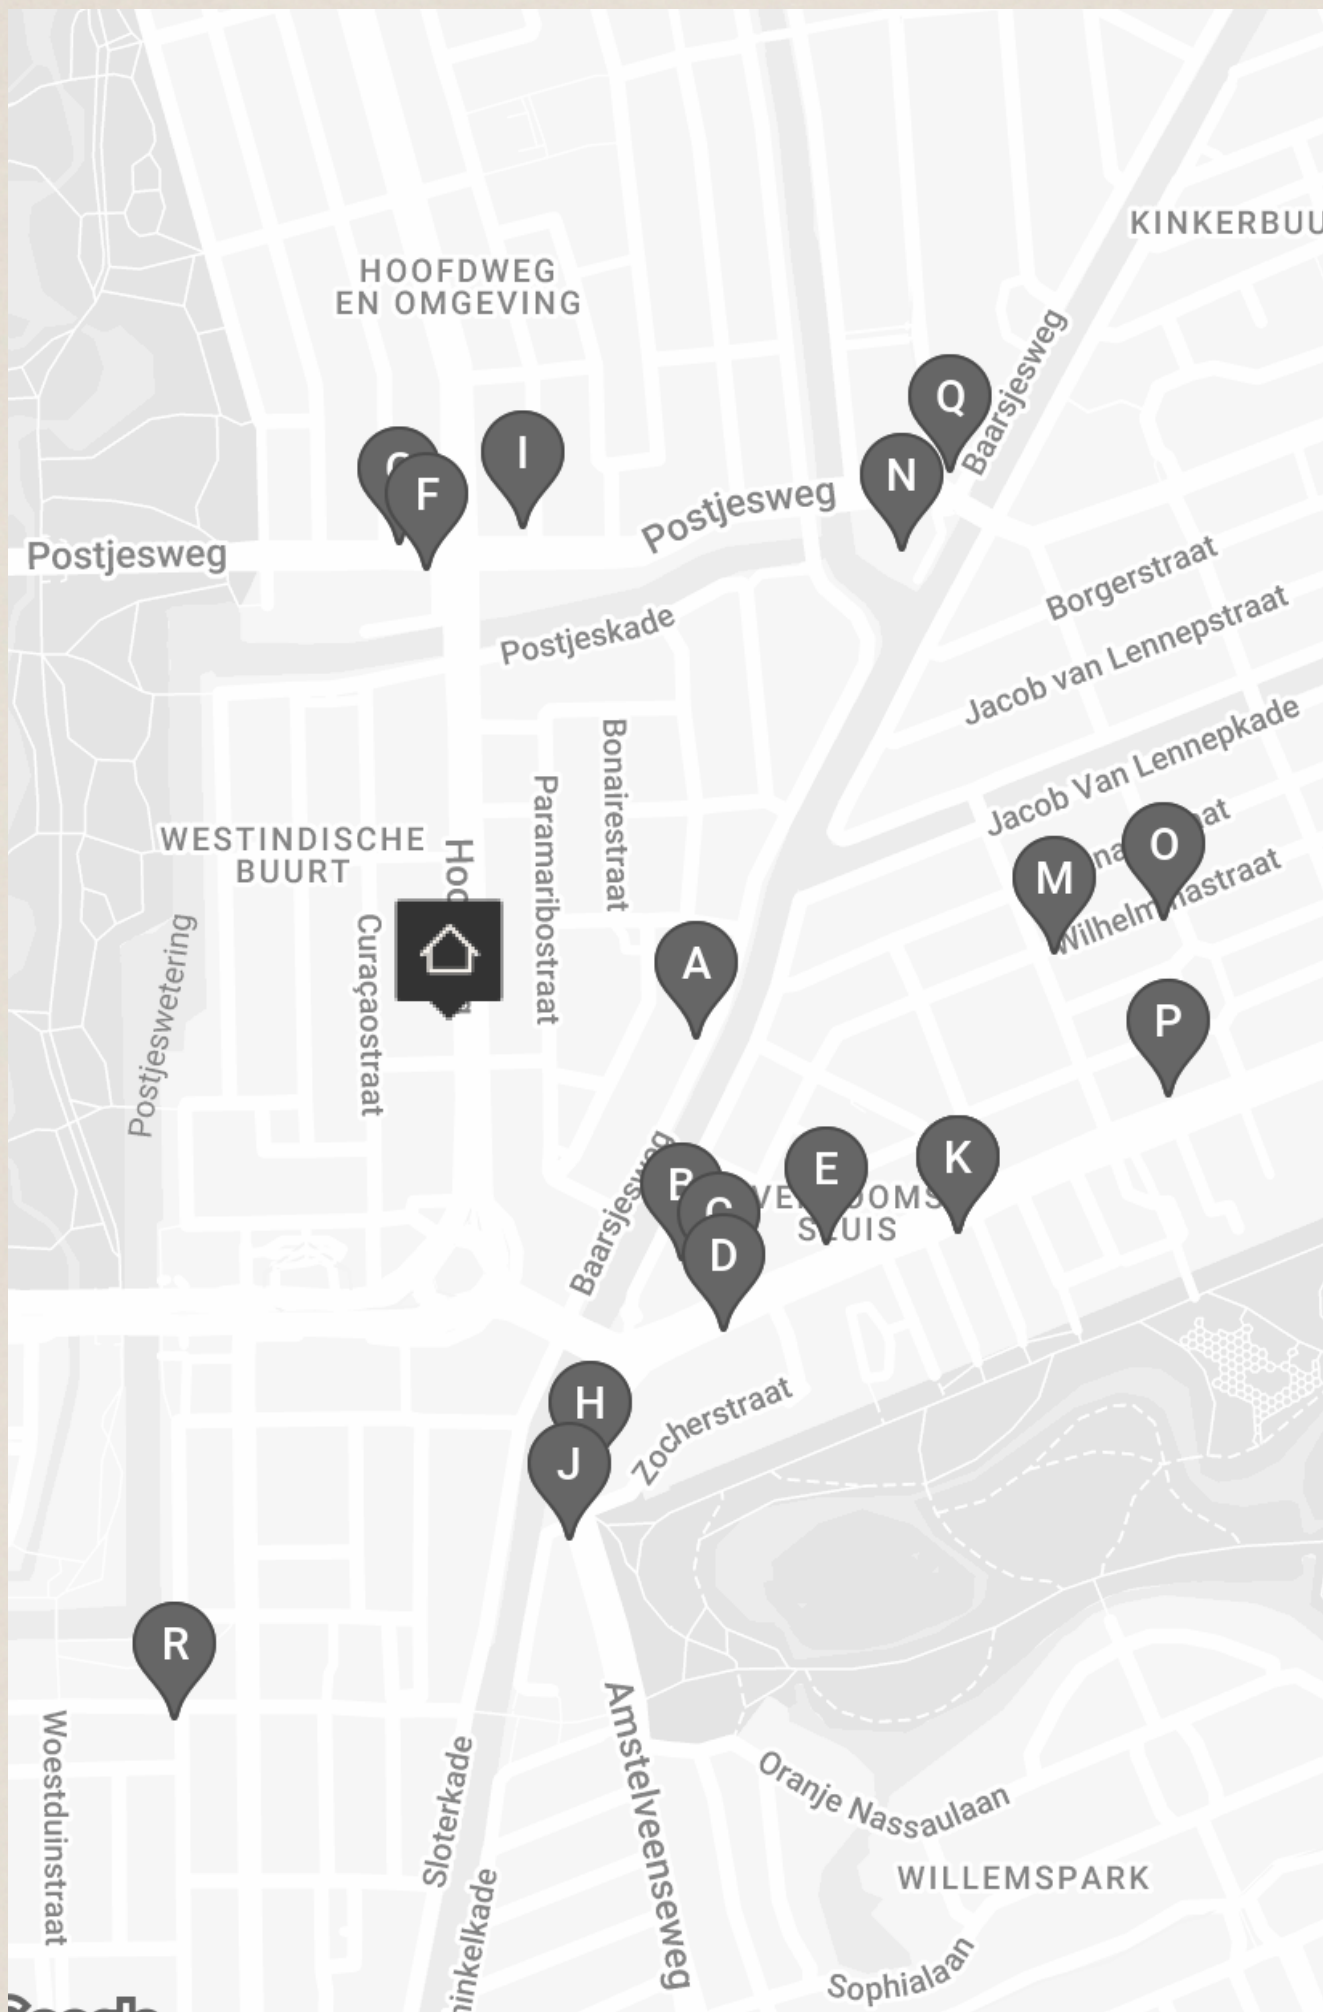 KINKERBUU
HOOFDWEG
EN OMGEVING
Baarsjesweg
Q
I
N
F
Postjesweg
Postjesweg
Borgerstraat
Jacob van Lennepstraat
Postjeskade
Jacob Van Lennepkade
Bonairestraat
Paramaribostraat
WESTINDISCHE
BUURT
O
M
Curaçaostraat
Postjeswetering
A
P
Baarsjesweg
B
C
D
E
K
SLUIS
H
J
Zocherstraat
R
Woestduinstraat
Sloterkade
Amstelveenseweg
Oranje Nassaulaan
WILLEMSPARK
Sophialaan